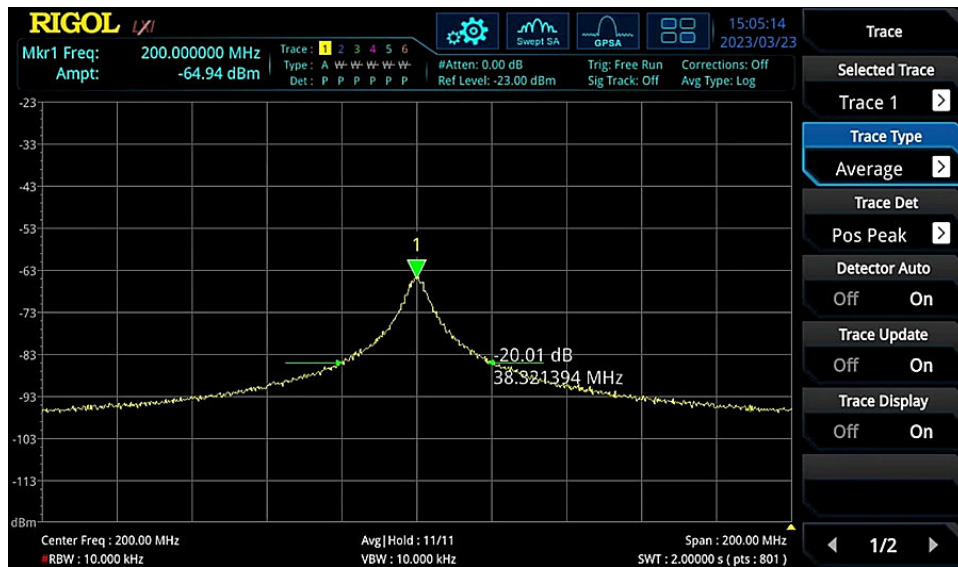 RIGOL LXI
Mkr1 Freq: 200.000000 MHz
Ampt: -64.94 dBm
Trace : 1 2 3 4 5 6
Type : A W W W W W
Det : P P P P P P
Swept SA
GPSA
15:05:14
2023/03/23
#Atten: 0.00 dB
Ref Level: -23.00 dBm
Trig: Free Run
Sig Track: Off
Corrections: Off
Avg Type: Log
-23
-33
-43
-53
-63
-73
-83
-93
-103
-113
dBm
1
-20.01 dB
38.321394 MHz
Center Freq : 200.00 MHz
Avg|Hold : 11/11
Span : 200.00 MHz
#RBW : 10.000 kHz
VBW : 10.000 kHz
SWT : 2.00000 s ( pts : 801 )
Trace
Selected Trace
Trace 1
Trace Type
Average
Trace Det
Pos Peak
Detector Auto
Off On
Trace Update
Off On
Trace Display
Off On
1/2